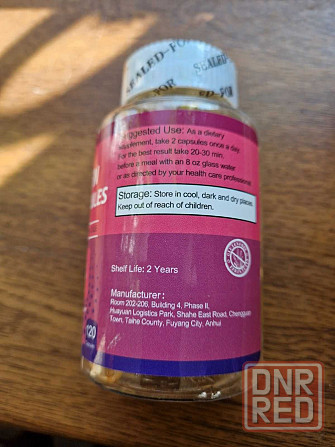 SEALED-FOR
FOR
SEALED
ED-FOR
Suggested Use: As a dietary
supplement, take 2 capsules once a day.
For the best result take 20-30 min.
before a meal with an 8 oz glass water
or as directed by your health care professional.
Storage: Store in cool, dark and dry places.
Keep out of reach of children.
Shelf Life: 2 Years
Manufacturer:
Room 202-206, Building 4, Phase II,
Huayuan Logistics Park, Shahe East Road, Chengguan
Town, Taihe County, Fuyang City, Anhui
120
DNR
RED